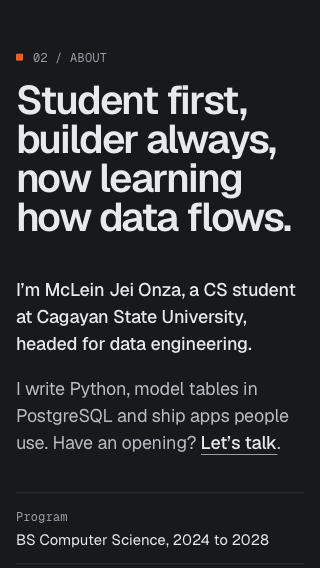 02 / ABOUT
Student first,
builder always,
now learning
how data flows.
I’m McLein Jei Onza, a CS student
at Cagayan State University,
headed for data engineering.
I write Python, model tables in
PostgreSQL and ship apps people
use. Have an opening? Let’s talk.
Program
BS Computer Science, 2024 to 2028